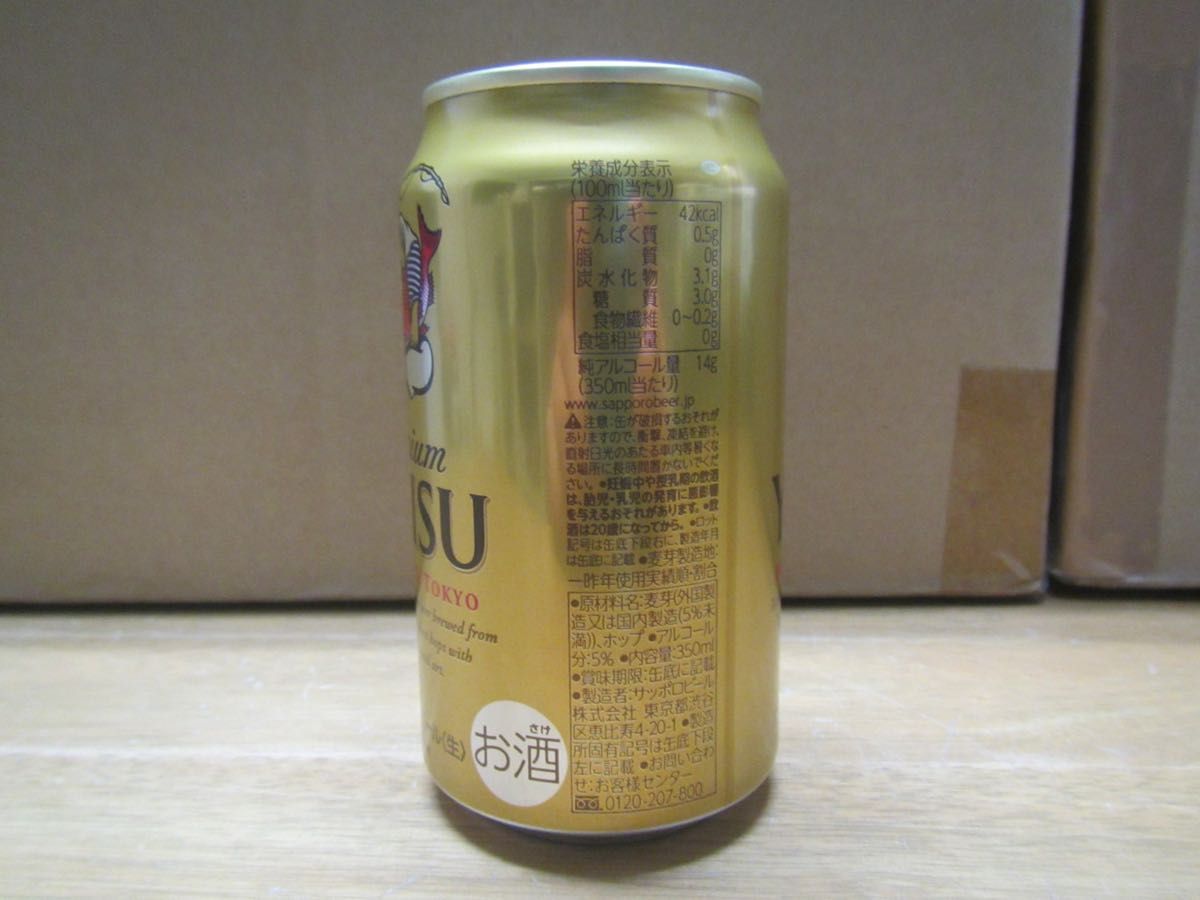 栄養成分表示
(100ml当たり)
エネルギー 42kcal
たんぱく質 0.5g
脂質 0g
炭水化物 3.1g
糖質 3.0g
食物繊維 0~0.2g
食塩相当量 0g
純アルコール量 14g
(350ml当たり)
www.sapporobeer.jp
注意:缶が破損するおそれが
ありますので、衝撃、凍結を避け、
直射日光のあたる車内等暑くな
る場所に長時間置かないでくだ
さい。●妊娠中や授乳期の飲酒
は、胎児・乳児の発育に悪影響
を与えるおそれがあります。●飲
酒は20歳になってから。●ロット
記号は缶底下段右に、製造年月
は缶底に記載●麦芽製造地:
一昨年使用実績順・割合
●原材料名:麦芽(外国製
造又は国内製造(5%未
満))、ホップ●アルコール
分:5%●内容量:350ml
●賞味期限:缶底に記載
●製造者:サッポロビール
株式会社 東京都渋谷
区恵比寿4-20-1●製造
所固有記号は缶底下段
左に記載●お問い合わ
せ:お客様センター
0120-207-800
ium
ISU
TOKYO
brewed from
hops with
art.
ル(生)
さけ
お酒